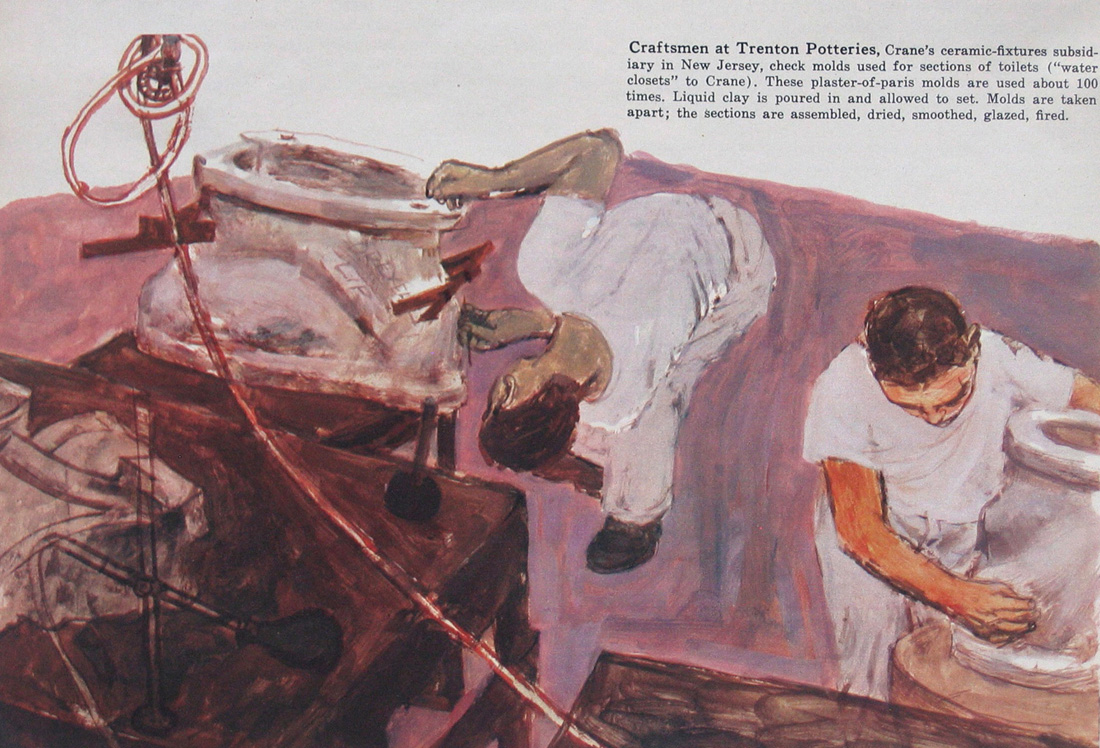 Craftsmen at Trenton Potteries, Crane's ceramic-fixtures subsid-
iary in New Jersey, check molds used for sections of toilets ("water
closets" to Crane). These plaster-of-paris molds are used about 100
times. Liquid clay is poured in and allowed to set. Molds are taken
apart; the sections are assembled, dried, smoothed, glazed, fired.